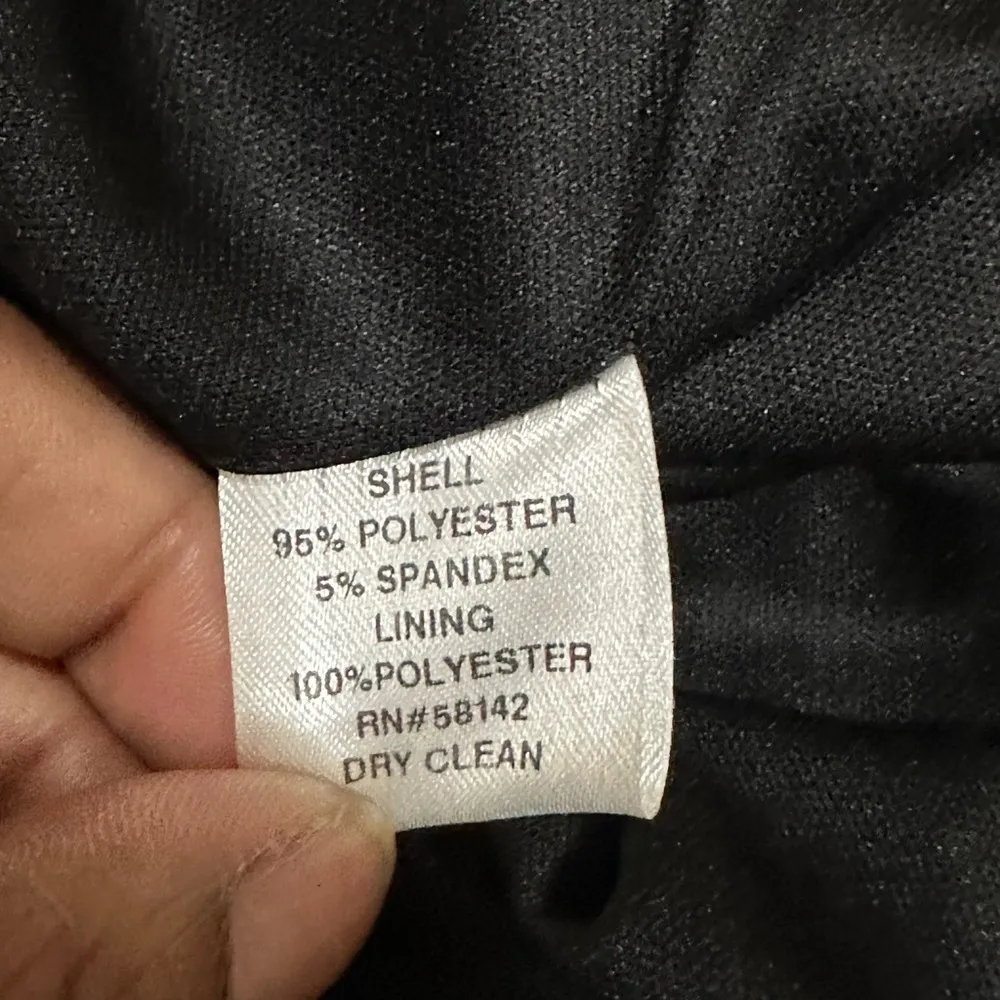 SHELL
95% POLYESTER
5% SPANDEX
LINING
100%POLYESTER
RN#58142
DRY CLEAN